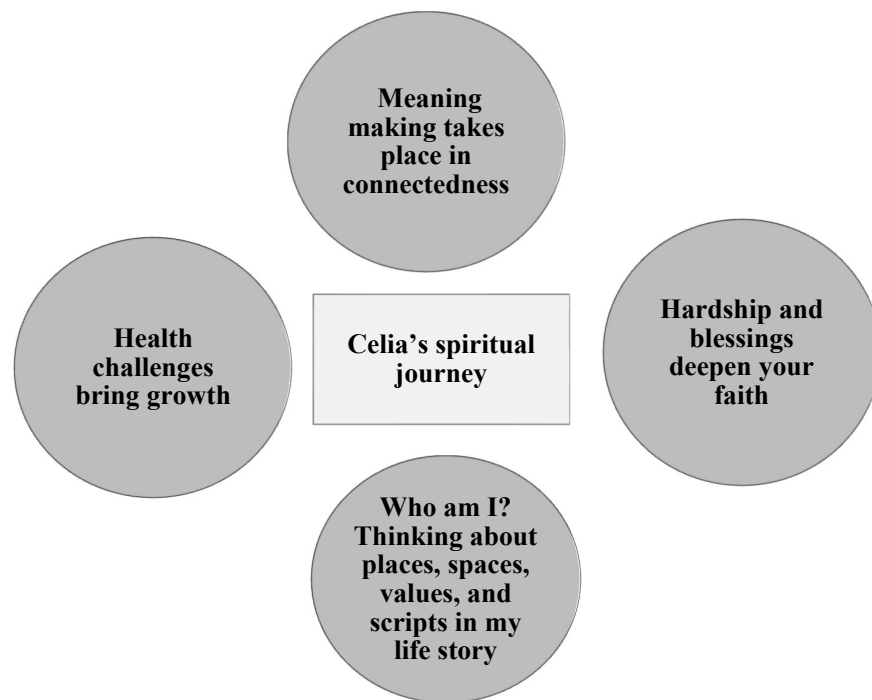 Meaning
making takes
place in
connectedness
Health
challenges
bring growth
Celia’s spiritual
journey
Hardship and
blessings
deepen your
faith
Who am I?
Thinking about
places, spaces,
values, and
scripts in my
life story